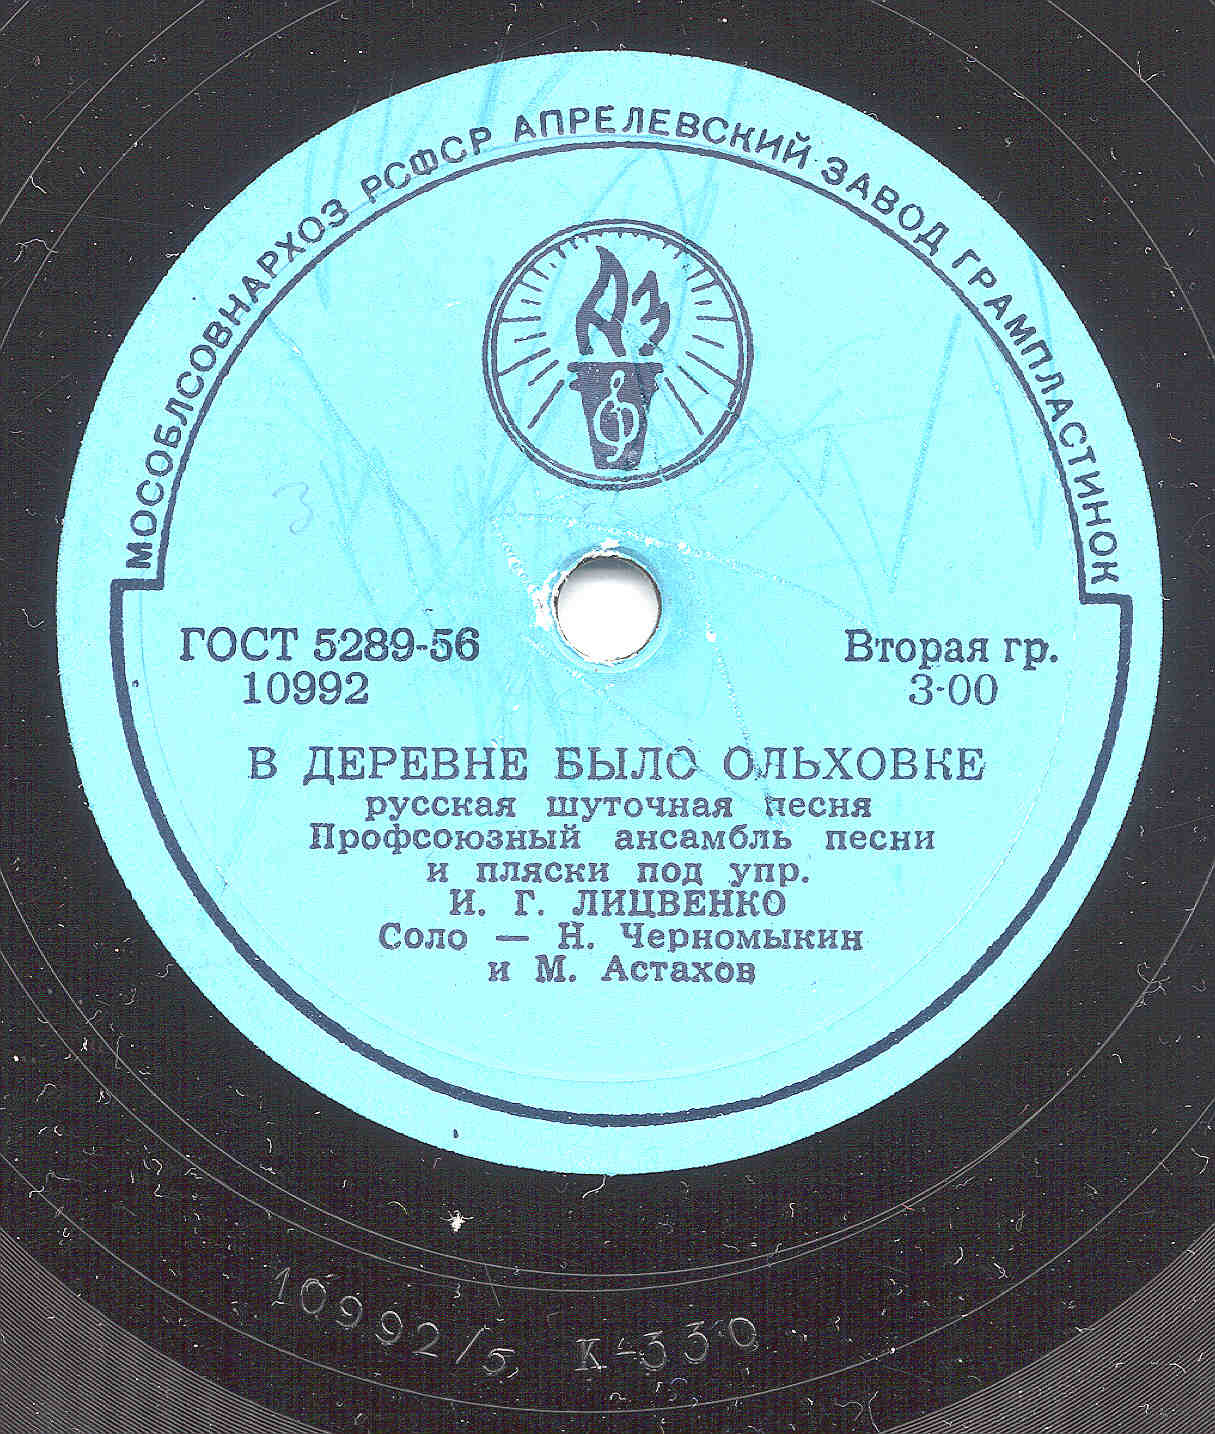 МОСОБЛСОВНАРХОЗ РСФСР АПРЕЛЕВСКИЙ ЗАВОД ГРАМПЛАСТИНОК
АЗ
ГОСТ 5289-56
10992
Вторая гр.
3-00
В ДЕРЕВНЕ БЫЛО ОЛЬХОВКЕ
русская шуточная песня
Профсоюзный ансамбль песни
и пляски под упр.
И. Г. ЛИЦВЕНКО
Соло — Н. Черномыкин
и М. Астахов
3
10992/5 К-330